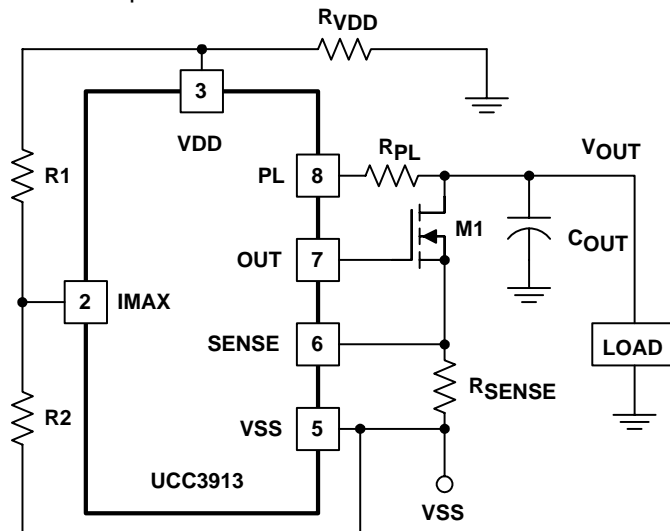 RVDD
3
VDD
RPL
VOUT
R1
PL
8
M1
COUT
OUT
7
2
IMAX
SENSE
6
LOAD
RSENSE
R2
VSS
5
UCC3913
VSS